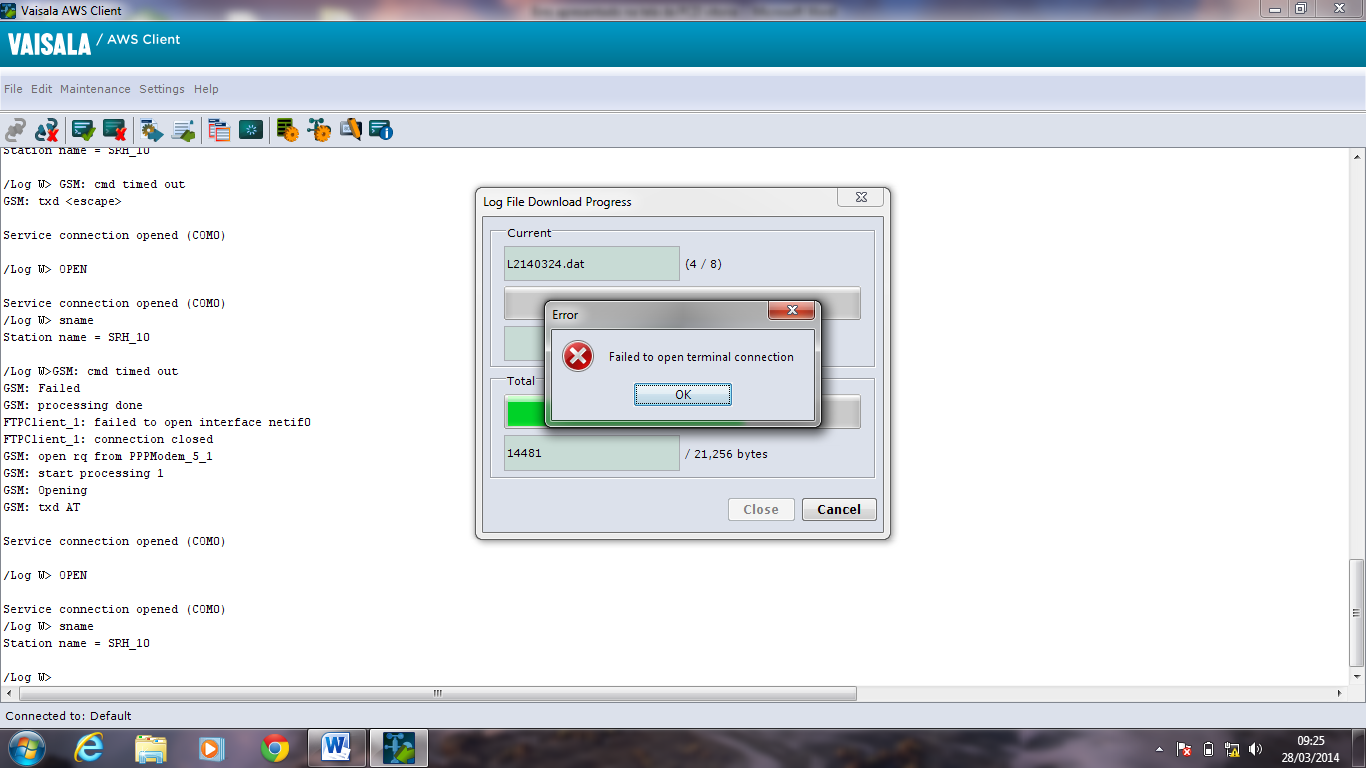 Vaisala AWS Client
VAISALA / AWS Client
File Edit Maintenance Settings Help
Station name = SRH_10
/Log W> GSM: cmd timed out
GSM: txd <escape>
Service connection opened (COM0)
/Log W> OPEN
Service connection opened (COM0)
/Log W> sname
Station name = SRH_10
/Log W>GSM: cmd timed out
GSM: Failed
GSM: processing done
FTPClient_1: failed to open interface netif0
FTPClient_1: connection closed
GSM: open rq from PPPModem_5_1
GSM: start processing 1
GSM: Opening
GSM: txd AT
Service connection opened (COM0)
/Log W> OPEN
Service connection opened (COM0)
/Log W> sname
Station name = SRH_10
/Log W>
Log File Download Progress
Current
L2140324.dat (4 / 8)
Error
Failed to open terminal connection
OK
Total
14481 / 21,256 bytes
Close Cancel
Connected to: Default
09:25
28/03/2014